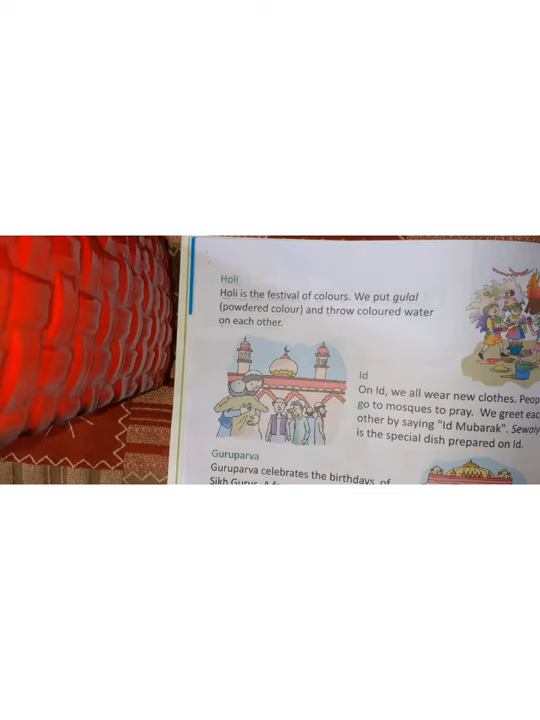 Holi
Holi is the festival of colours. We put gulal
(powdered colour) and throw coloured water
on each other.
Id
On Id, we all wear new clothes.
go to mosques to pray. We greet
other by saying "Id Mubarak".
is the special dish prepared on Id.
Guruparva
Guruparva celebrates the birthdays of
Sikh Gurus. A